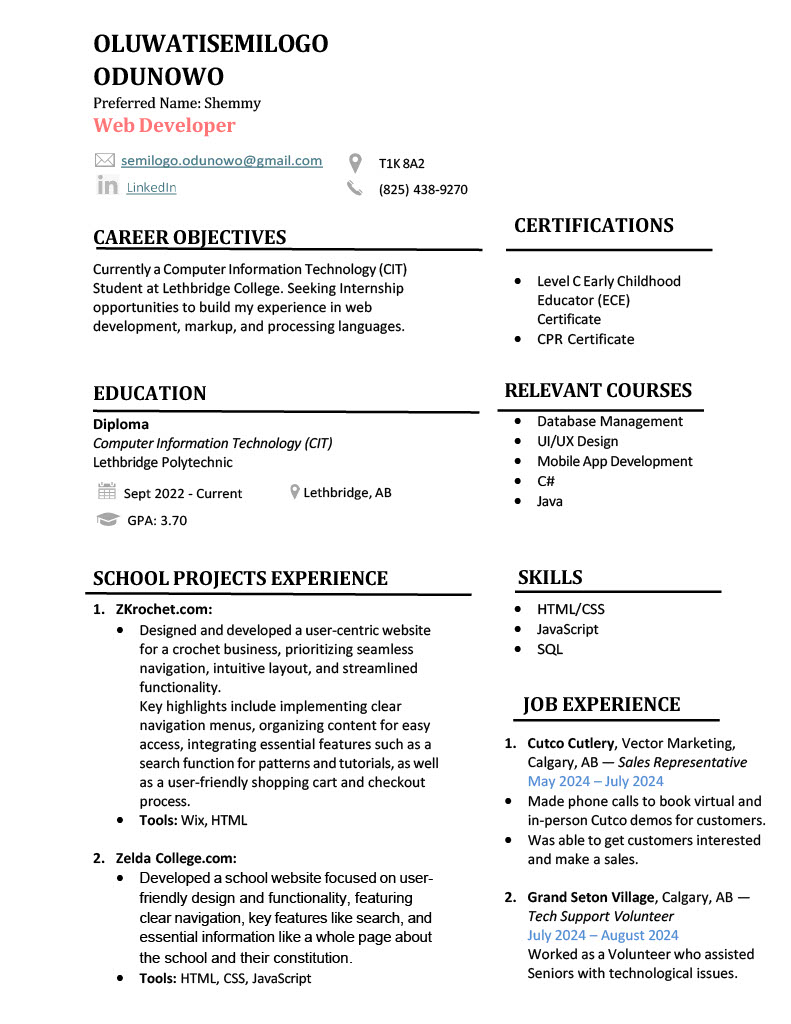 OLUWATISEMILOGO
ODUNOWO
Preferred Name: Shemmy
Web Developer
semilogo.odunowo@gmail.com
T1K 8A2
in LinkedIn
(825) 438-9270
CAREER OBJECTIVES
Currently a Computer Information Technology (CIT)
Student at Lethbridge College. Seeking Internship
opportunities to build my experience in web
development, markup, and processing languages.
EDUCATION
Diploma
Computer Information Technology (CIT)
Lethbridge Polytechnic
Sept 2022 - Current
Lethbridge, AB
GPA: 3.70
SCHOOL PROJECTS EXPERIENCE
1. ZKrochet.com:
• Designed and developed a user-centric website
for a crochet business, prioritizing seamless
navigation, intuitive layout, and streamlined
functionality.
Key highlights include implementing clear
navigation menus, organizing content for easy
access, integrating essential features such as a
search function for patterns and tutorials, as well
as a user-friendly shopping cart and checkout
process.
• Tools: Wix, HTML
2. Zelda College.com:
• Developed a school website focused on user-
friendly design and functionality, featuring
clear navigation, key features like search, and
essential information like a whole page about
the school and their constitution.
• Tools: HTML, CSS, JavaScript
CERTIFICATIONS
• Level C Early Childhood
Educator (ECE)
Certificate
• CPR Certificate
RELEVANT COURSES
• Database Management
• UI/UX Design
• Mobile App Development
• C#
• Java
SKILLS
• HTML/CSS
• JavaScript
• SQL
JOB EXPERIENCE
1. Cutco Cutlery, Vector Marketing,
Calgary, AB — Sales Representative
May 2024 – July 2024
• Made phone calls to book virtual and
in-person Cutco demos for customers.
• Was able to get customers interested
and make a sales.
2. Grand Seton Village, Calgary, AB —
Tech Support Volunteer
July 2024 – August 2024
Worked as a Volunteer who assisted
Seniors with technological issues.